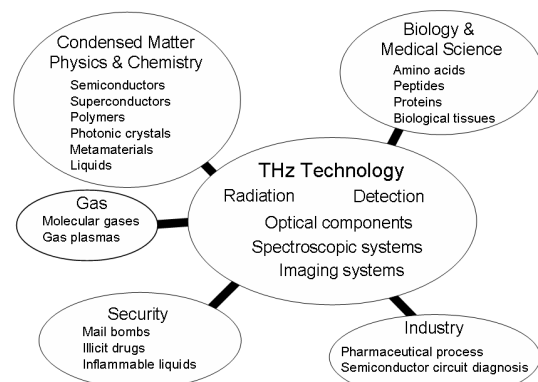 Condensed Matter
Physics & Chemistry
Semiconductors
Superconductors
Polymers
Photonic crystals
Metamaterials
Liquids
Biology &
Medical Science
Amino acids
Peptides
Proteins
Biological tissues
THz Technology
Radiation Detection
Optical components
Spectroscopic systems
Imaging systems
Gas
Molecular gases
Gas plasmas
Security
Mail bombs
Illicit drugs
Inflammable liquids
Industry
Pharmaceutical process
Semiconductor circuit diagnosis